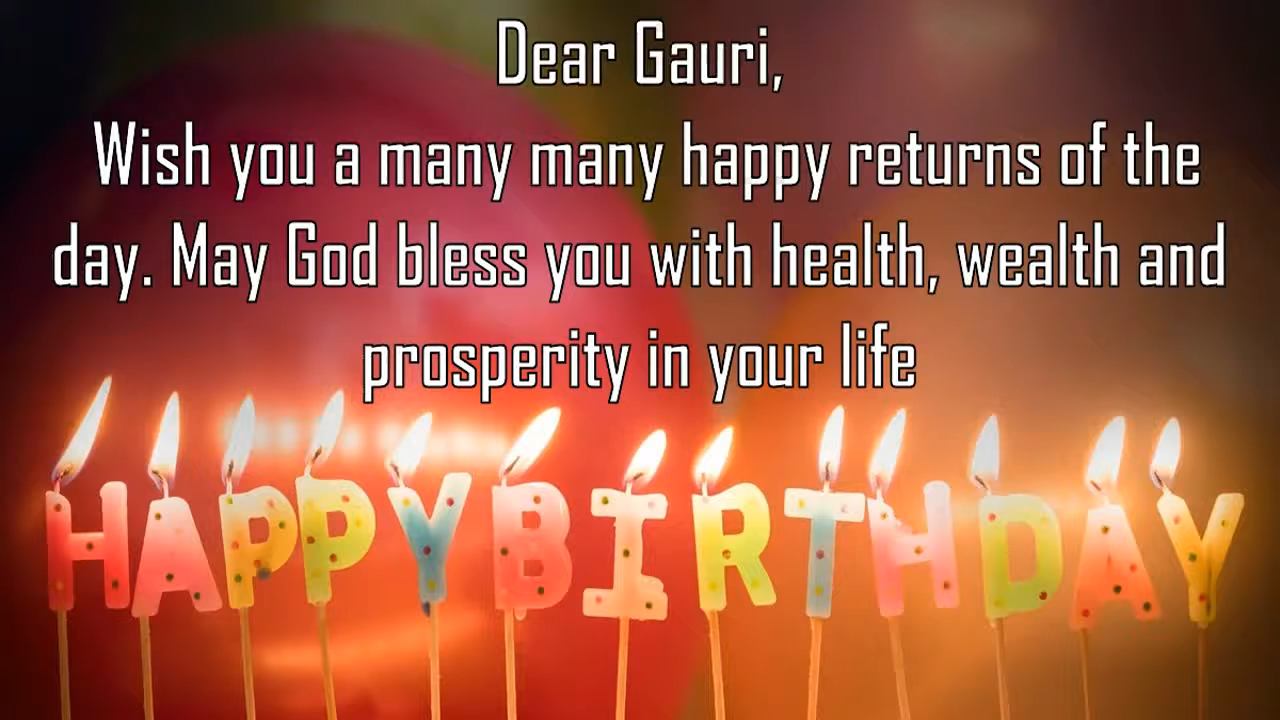 Dear Gauri,
Wish you a many many happy returns of the
day. May God bless you with health, wealth and
prosperity in your life
HAPPY BIRTHDAY